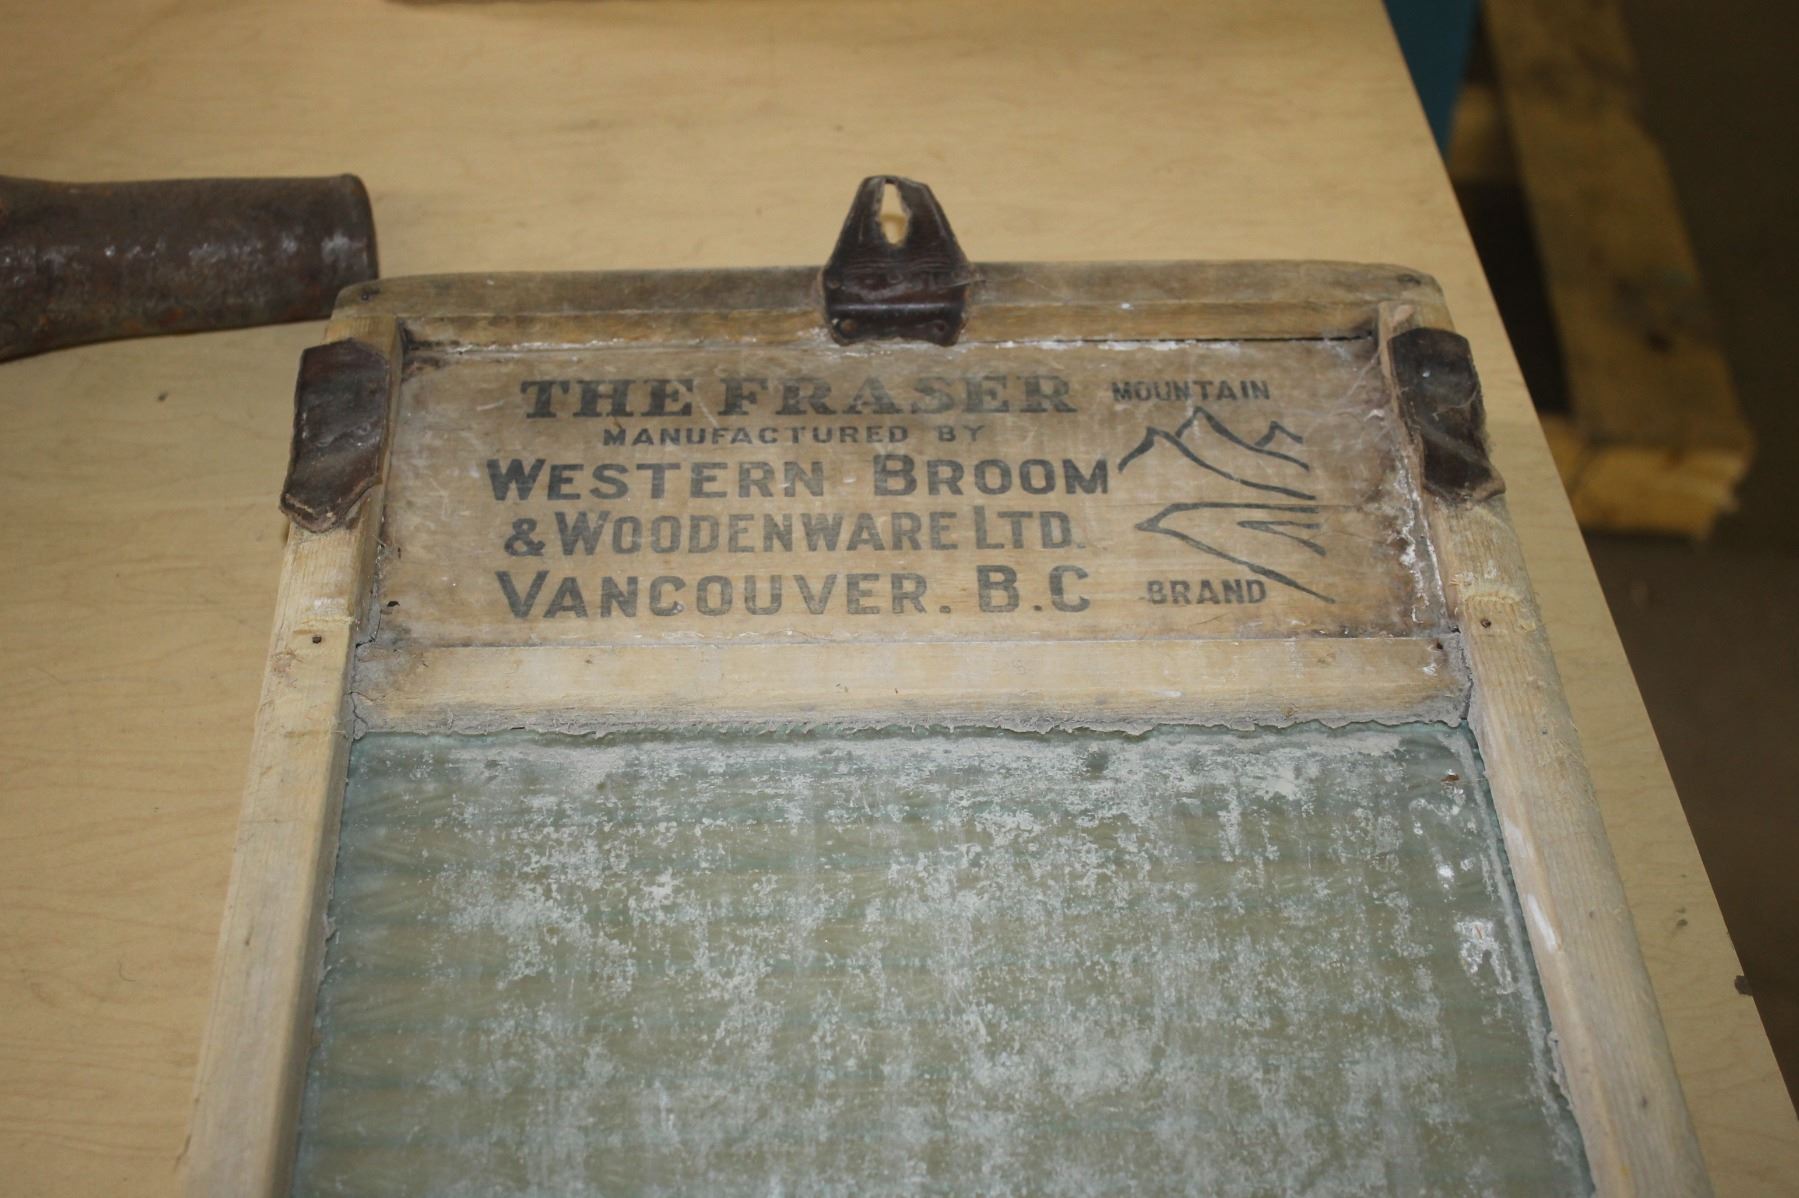 THE FRASER
MANUFACTURED BY
WESTERN BROOM
& WOODENWARE LTD.
VANCOUVER. B.C
MOUNTAIN
BRAND